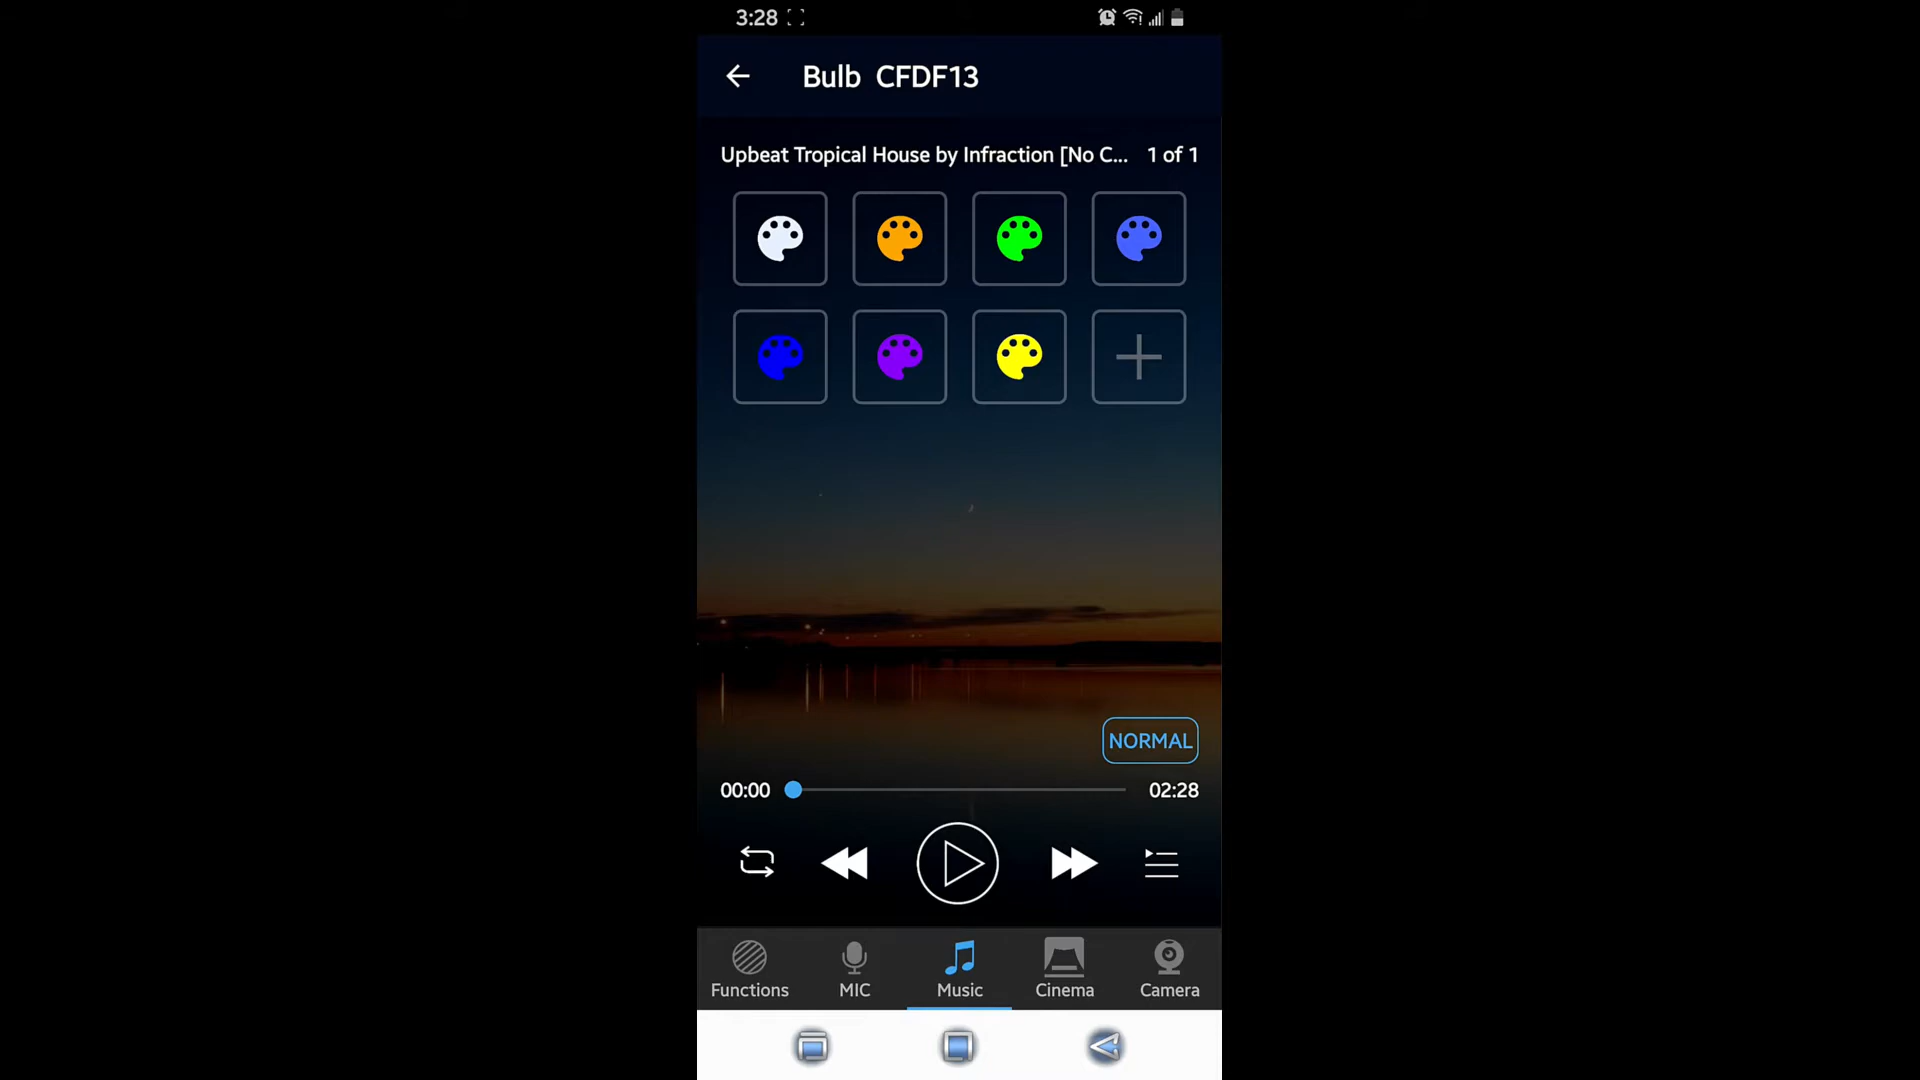 3:28
Bulb CFDF13
Upbeat Tropical House by Infraction [No C... 1 of 1
NORMAL
00:00 02:28
Functions MIC Music Cinema Camera